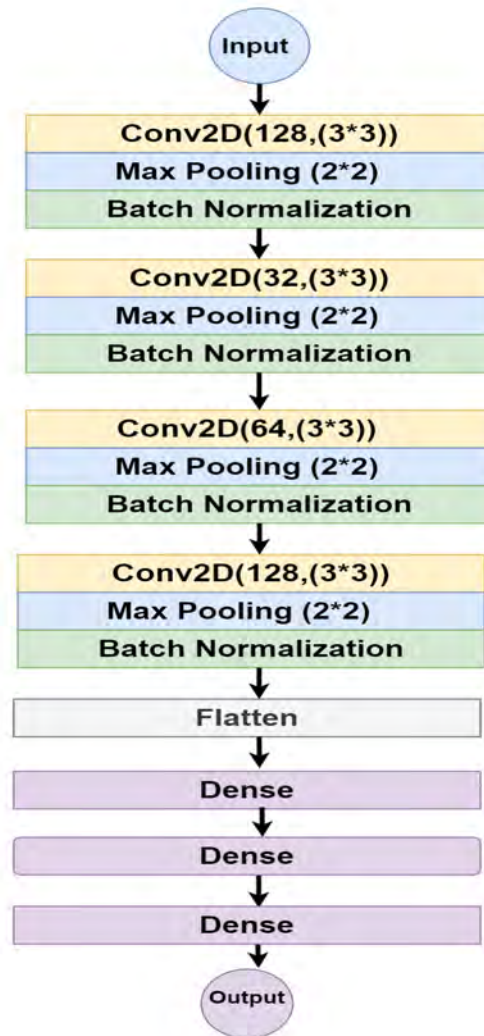 Input
Conv2D(128,(3*3))
Max Pooling (2*2)
Batch Normalization
Conv2D(32,(3*3))
Max Pooling (2*2)
Batch Normalization
Conv2D(64,(3*3))
Max Pooling (2*2)
Batch Normalization
Conv2D(128,(3*3))
Max Pooling (2*2)
Batch Normalization
Flatten
Dense
Dense
Dense
Output